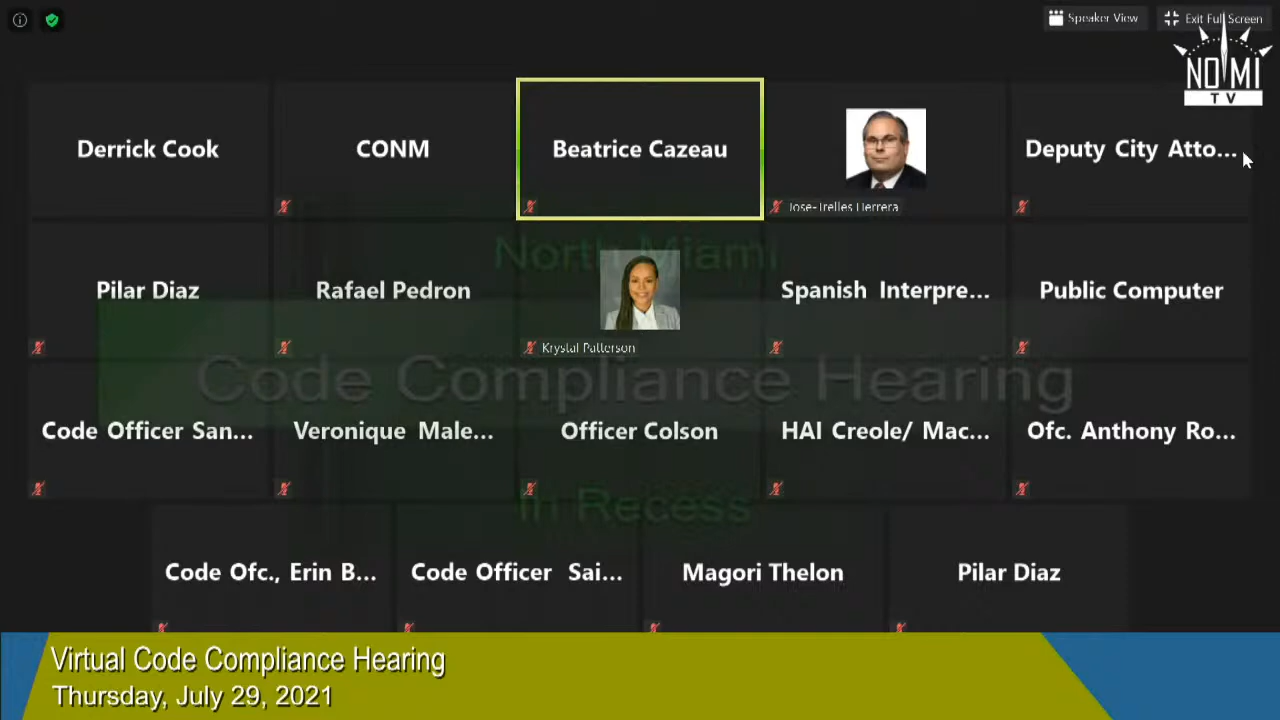 Speaker View
Exit Full Screen
NOMI
TV
Derrick Cook
CONM
Beatrice Cazeau
Jose-Trelles Herrera
Deputy City Atto...
North Miami
Pilar Diaz
Rafael Pedron
Krystal Patterson
Spanish Interpre...
Public Computer
Code Compliance Hearing
Code Officer San...
Veronique Male...
Officer Colson
HAI Creole/ Mac...
Ofc. Anthony Ro...
In Recess
Code Ofc., Erin B...
Code Officer Sai...
Magori Thelon
Pilar Diaz
Virtual Code Compliance Hearing
Thursday, July 29, 2021